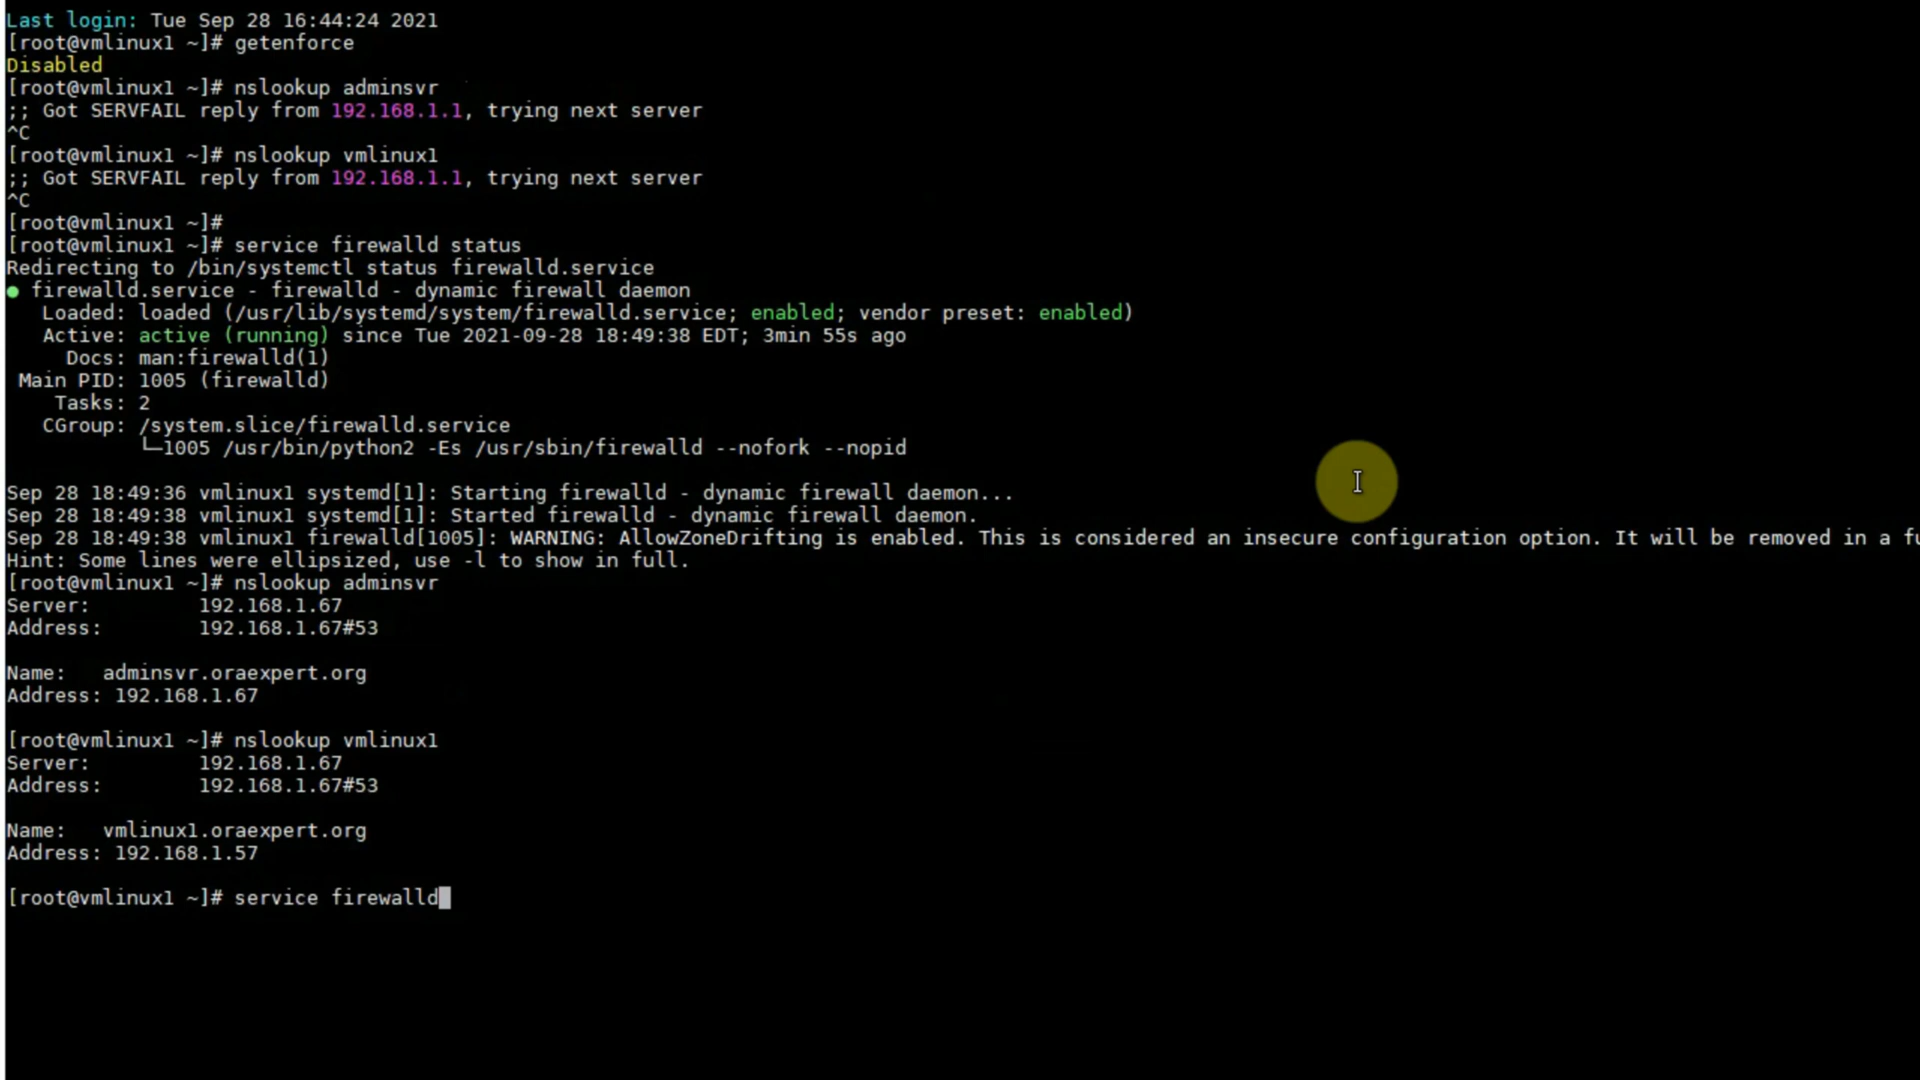 Last login: Tue Sep 28 16:44:24 2021
[root@vmlinux1 ~]# getenforce
Disabled
[root@vmlinux1 ~]# nslookup adminsvr
;; Got SERVFAIL reply from 192.168.1.1, trying next server
^C
[root@vmlinux1 ~]# nslookup vmlinux1
;; Got SERVFAIL reply from 192.168.1.1, trying next server
^C
[root@vmlinux1 ~]#
[root@vmlinux1 ~]# service firewalld status
Redirecting to /bin/systemctl status firewalld.service
● firewalld.service - firewalld - dynamic firewall daemon
   Loaded: loaded (/usr/lib/systemd/system/firewalld.service; enabled; vendor preset: enabled)
   Active: active (running) since Tue 2021-09-28 18:49:38 EDT; 3min 55s ago
     Docs: man:firewalld(1)
 Main PID: 1005 (firewalld)
    Tasks: 2
   CGroup: /system.slice/firewalld.service
           └─1005 /usr/bin/python2 -Es /usr/sbin/firewalld --nofork --nopid

Sep 28 18:49:36 vmlinux1 systemd[1]: Starting firewalld - dynamic firewall daemon...
Sep 28 18:49:38 vmlinux1 systemd[1]: Started firewalld - dynamic firewall daemon.
Sep 28 18:49:38 vmlinux1 firewalld[1005]: WARNING: AllowZoneDrifting is enabled. This is considered an insecure configuration option. It will be removed in a fu
Hint: Some lines were ellipsized, use -l to show in full.
[root@vmlinux1 ~]# nslookup adminsvr
Server:         192.168.1.67
Address:        192.168.1.67#53

Name:   adminsvr.oraexpert.org
Address: 192.168.1.67

[root@vmlinux1 ~]# nslookup vmlinux1
Server:         192.168.1.67
Address:        192.168.1.67#53

Name:   vmlinux1.oraexpert.org
Address: 192.168.1.57

[root@vmlinux1 ~]# service firewalld